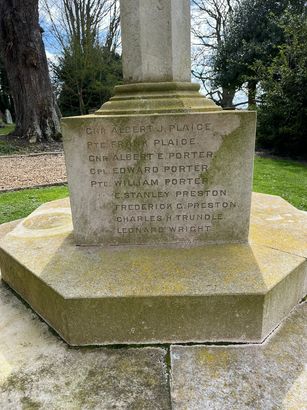 GNR ALBERT J. PLAICE.
PTE FRANK PLAICE.
GNR ALBERT E. PORTER.
CPL EDWARD PORTER.
PTE WILLIAM PORTER.
E. STANLEY PRESTON.
FREDERICK G. PRESTON.
CHARLES H. TRUNDLE.
LEONARD WRIGHT.